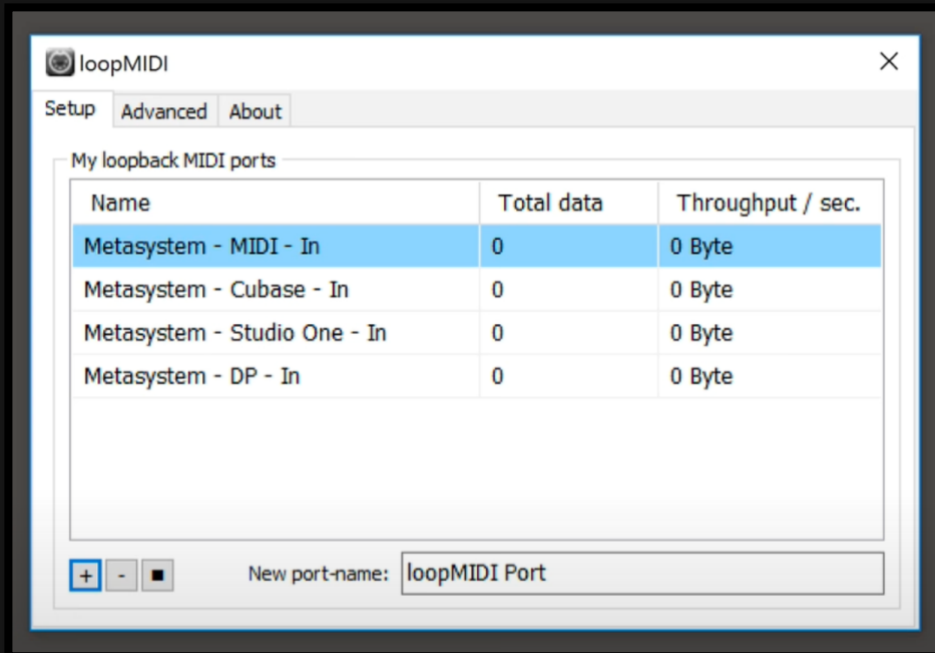 loopMIDI
Setup Advanced About
My loopback MIDI ports
Name Total data Throughput / sec.
Metasystem - MIDI - In 0 0 Byte
Metasystem - Cubase - In 0 0 Byte
Metasystem - Studio One - In 0 0 Byte
Metasystem - DP - In 0 0 Byte
+ - ■ New port-name: loopMIDI Port